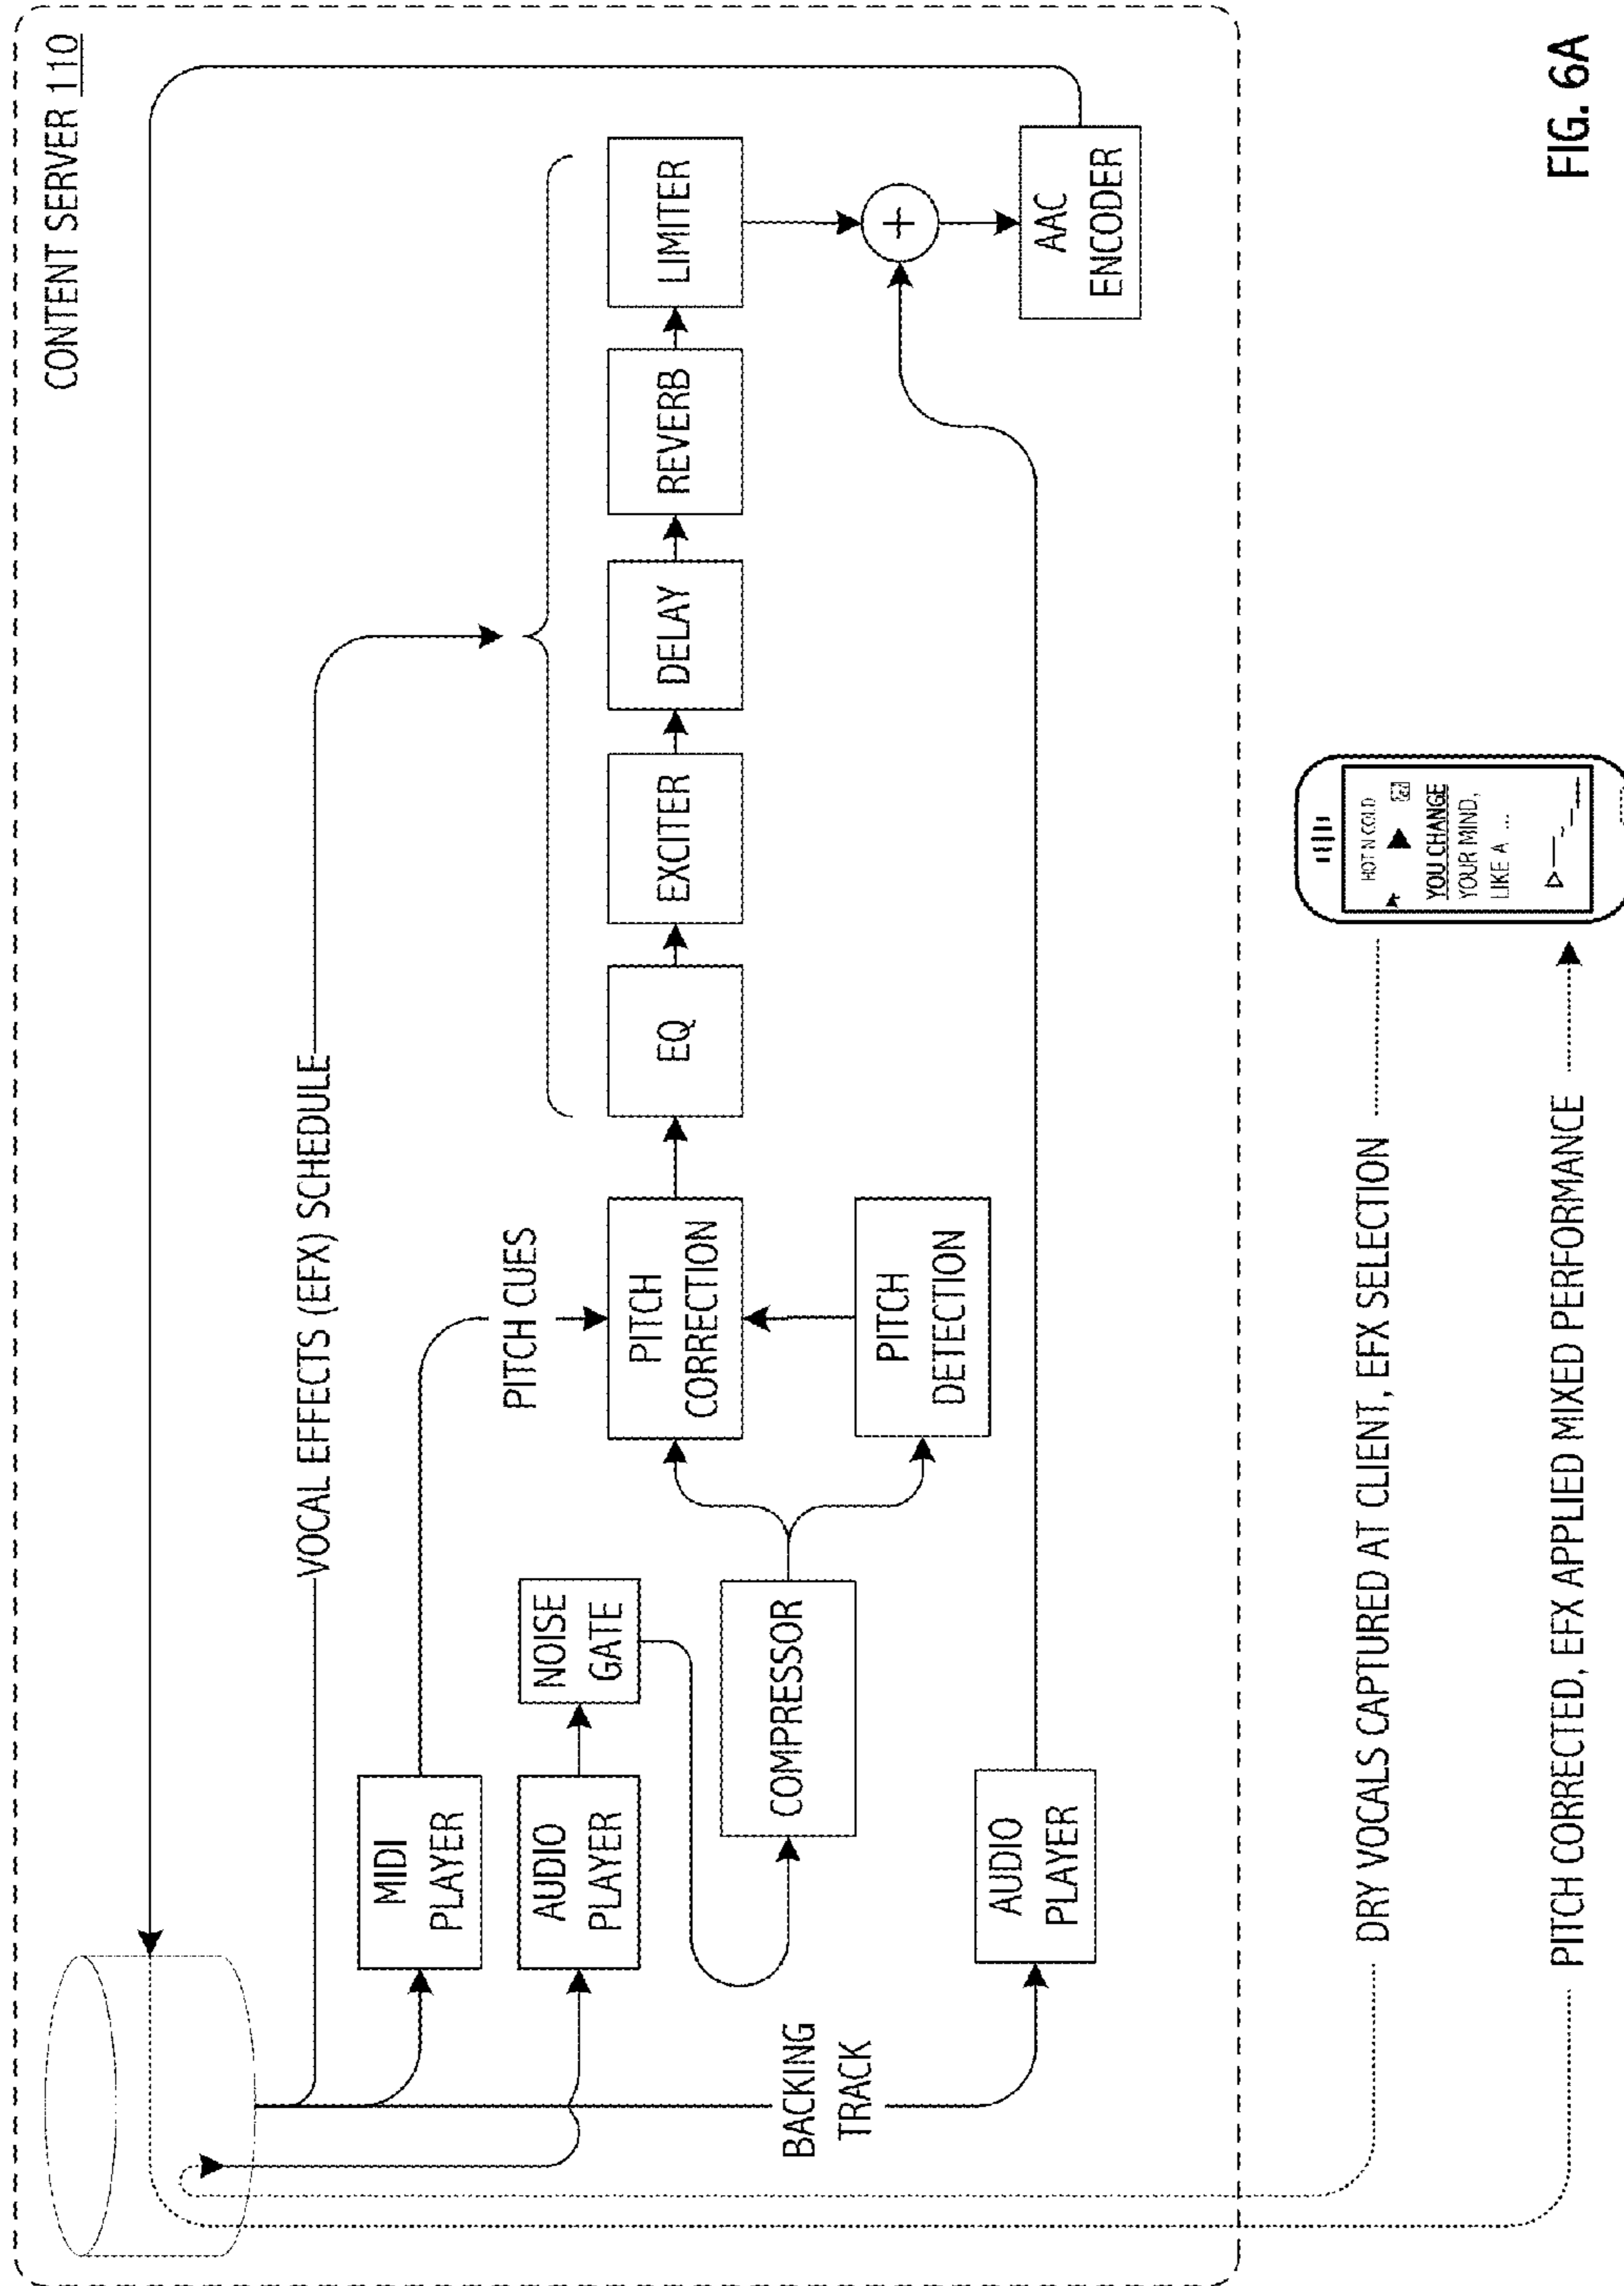 CONTENT SERVER 110
VOCAL EFFECTS (EFX) SCHEDULE
MIDI
PLAYER
PITCH CUES
AUDIO
PLAYER
NOISE
GATE
COMPRESSOR
PITCH
CORRECTION
PITCH
DETECTION
EQ
EXCITER
DELAY
REVERB
LIMITER
+
AAC
ENCODER
BACKING
TRACK
AUDIO
PLAYER
DRY VOCALS CAPTURED AT CLIENT, EFX SELECTION
PITCH CORRECTED, EFX APPLIED MIXED PERFORMANCE
HOT N COLD
YOU CHANGE
YOUR MIND,
LIKE A ...
FIG. 6A